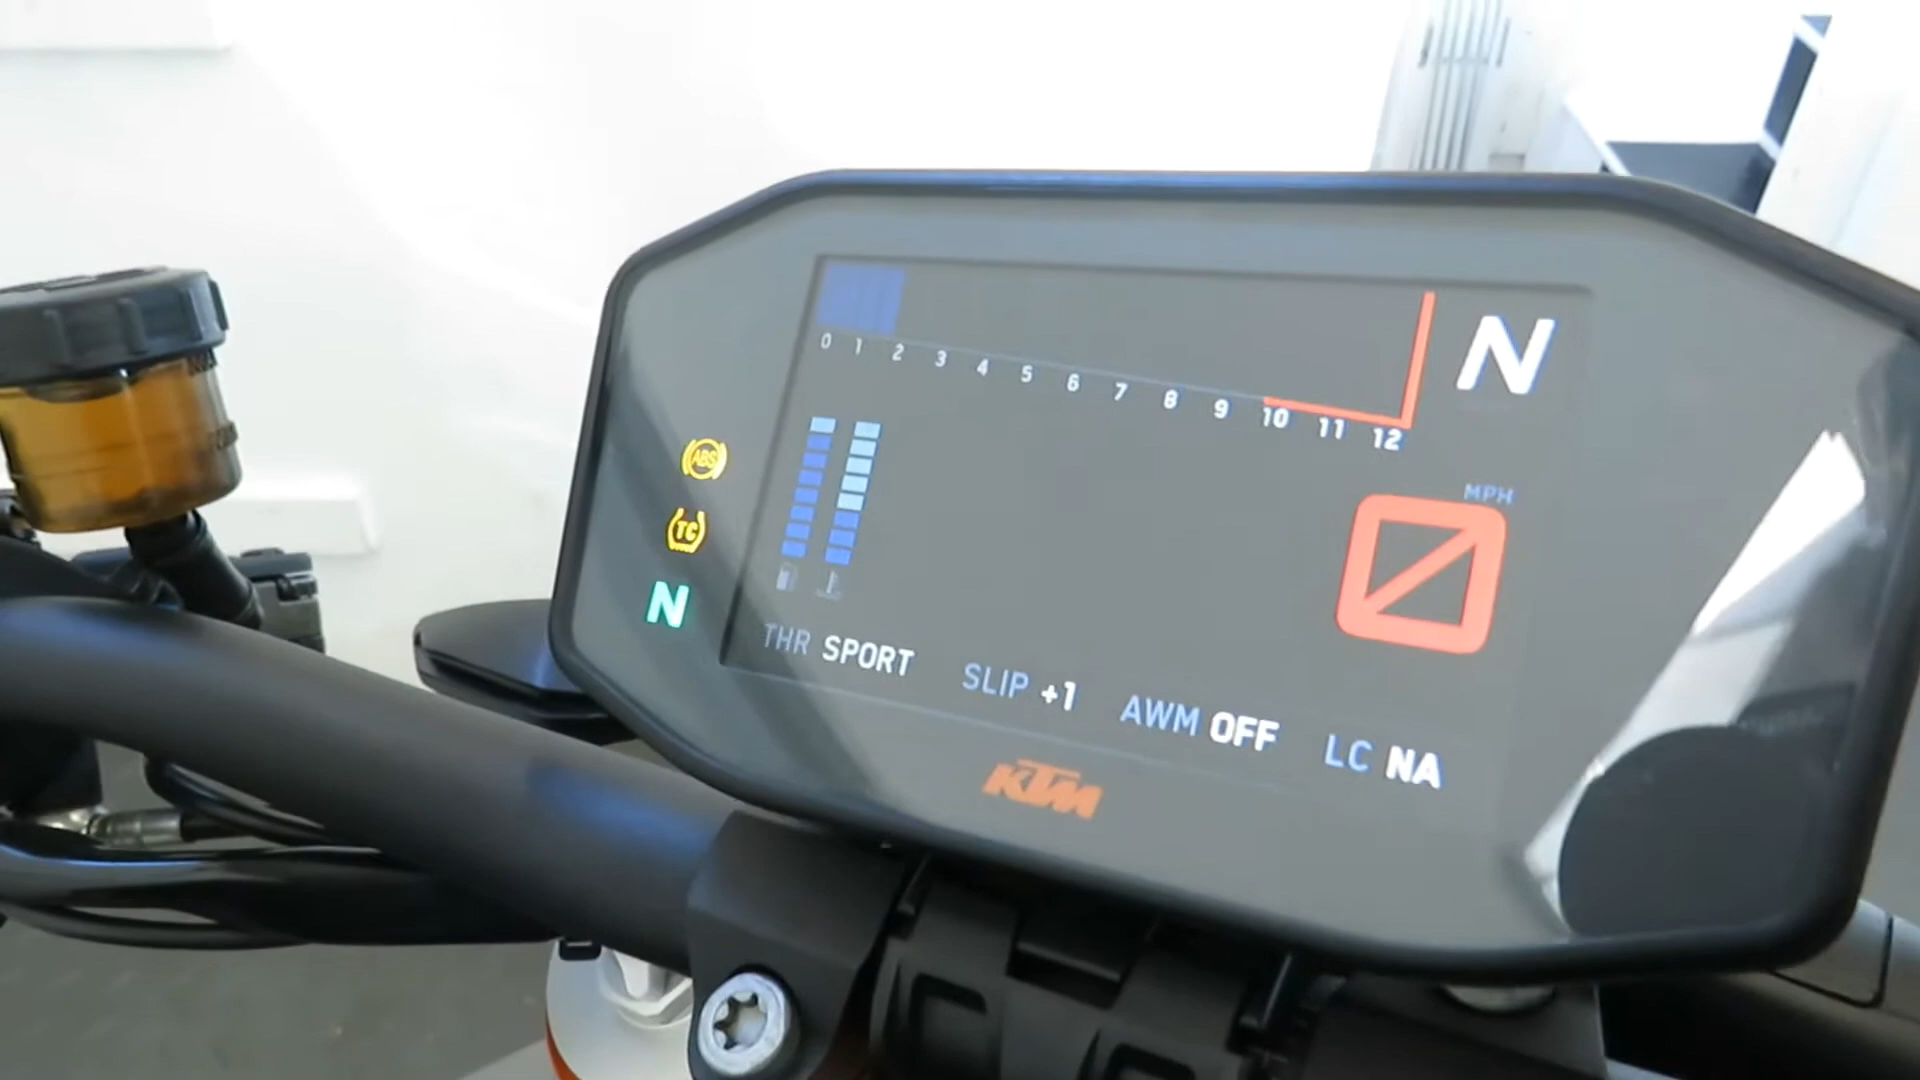 0 1 2 3 4 5 6 7 8 9 10 11 12
N
ABS
TC
N
MPH
0
THR SPORT SLIP +1 AWM OFF LC NA
KTM